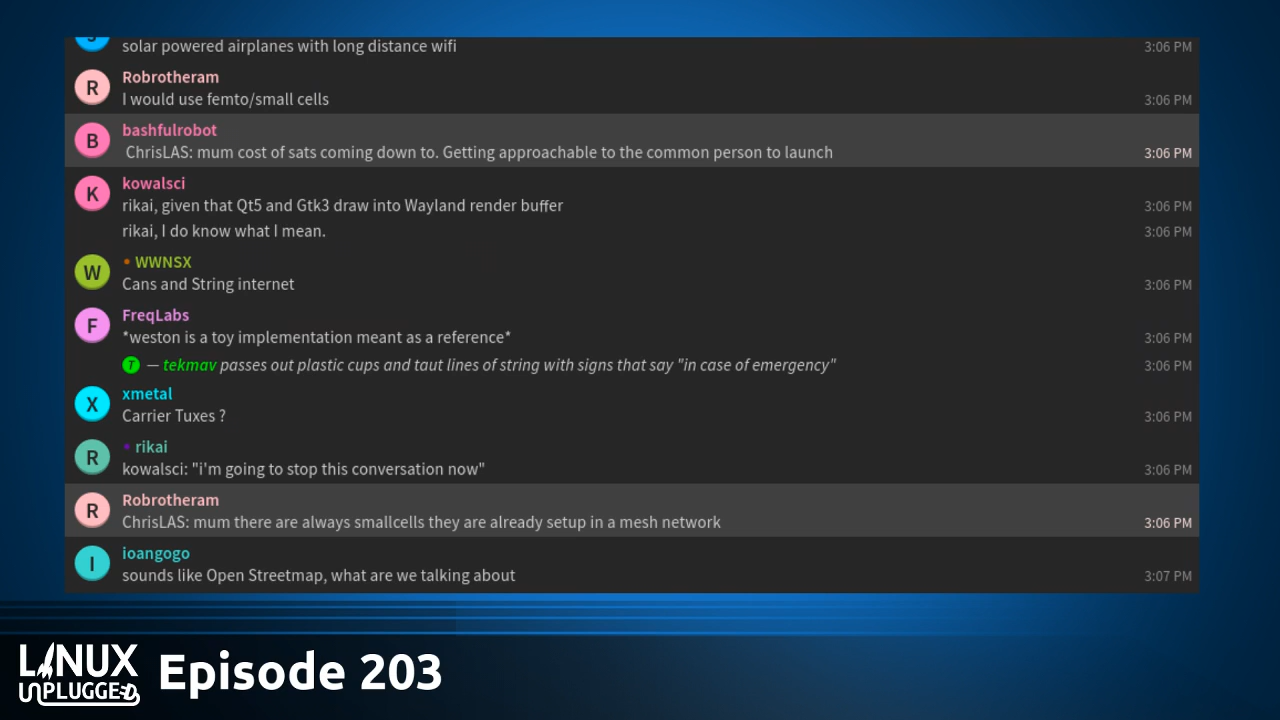 solar powered airplanes with long distance wifi 3:06 PM
Robrotheram
R I would use femto/small cells 3:06 PM
bashfulrobot
B ChrisLAS: mum cost of sats coming down to. Getting approachable to the common person to launch 3:06 PM
kowalsci
K rikai, given that Qt5 and Gtk3 draw into Wayland render buffer 3:06 PM
rikai, I do know what I mean. 3:06 PM
• WWNSX
W Cans and String internet 3:06 PM
FreqLabs
F *weston is a toy implementation meant as a reference* 3:06 PM
T — tekmav passes out plastic cups and taut lines of string with signs that say "in case of emergency" 3:06 PM
xmetal
X Carrier Tuxes ? 3:06 PM
• rikai
R kowalsci: "i'm going to stop this conversation now" 3:06 PM
Robrotheram
R ChrisLAS: mum there are always smallcells they are already setup in a mesh network 3:06 PM
ioangogo
I sounds like Open Streetmap, what are we talking about 3:07 PM
LINUX
UNPLUGGED
Episode 203